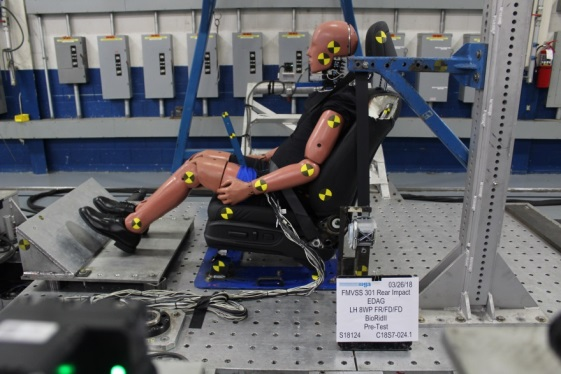 03/26/18
FMVSS 301 Rear Impact
EDAG
LH 8WP FR/FD/FD
BioRidII
Pre-Test
S18124 C18S7-024.1